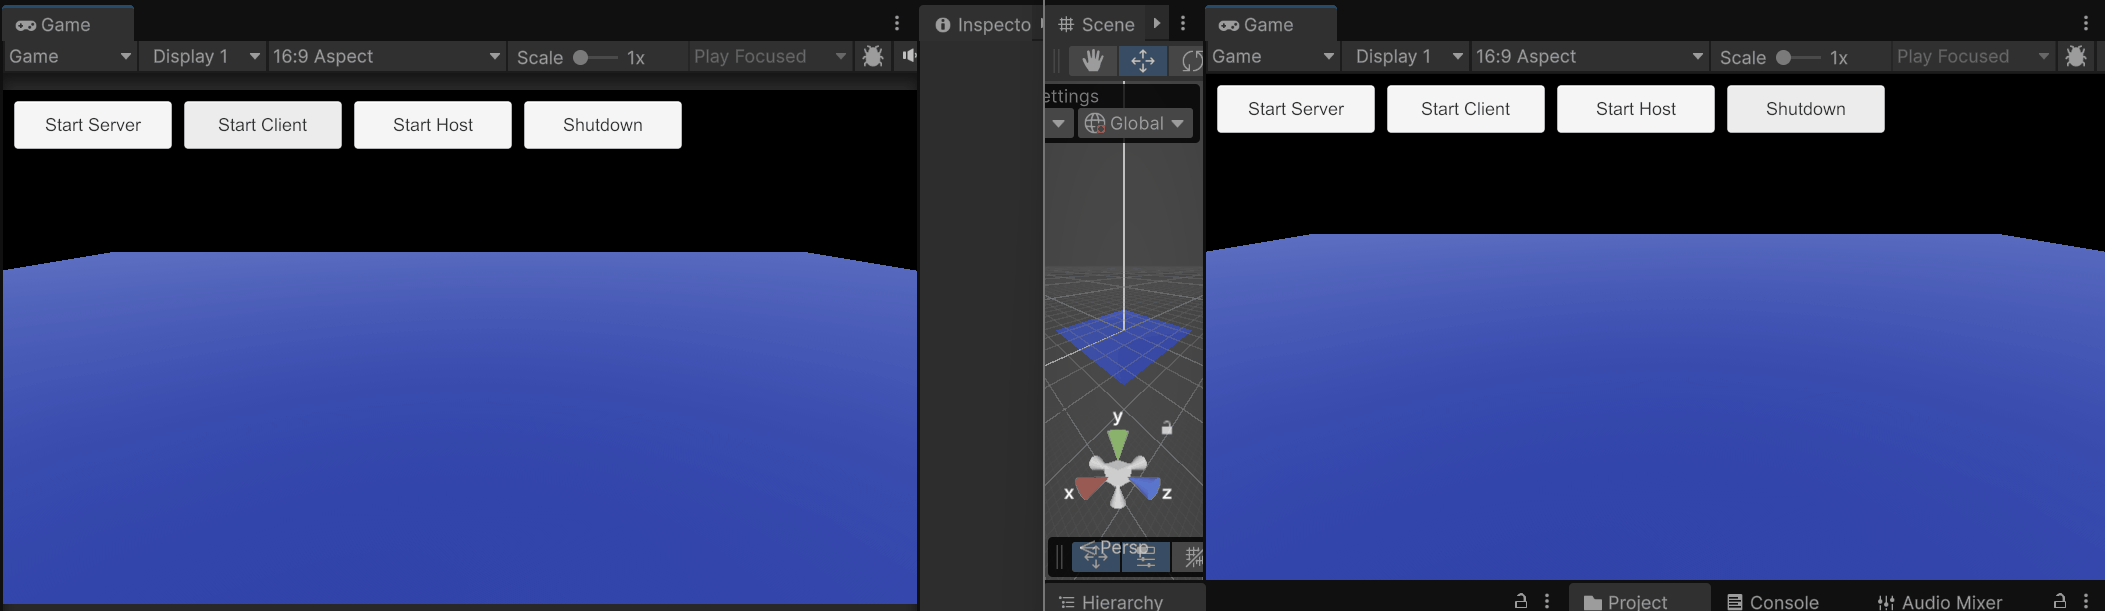 Game
Inspecto
Scene
Game
Game
Display 1
16:9 Aspect
Scale
1x
Play Focused
Game
Display 1
16:9 Aspect
Scale
1x
Play Focused
Start Server
Start Client
Start Host
Shutdown
ettings
Global
Start Server
Start Client
Start Host
Shutdown
y
x
z
Persp
Hierarchy
Project
Console
Audio Mixer